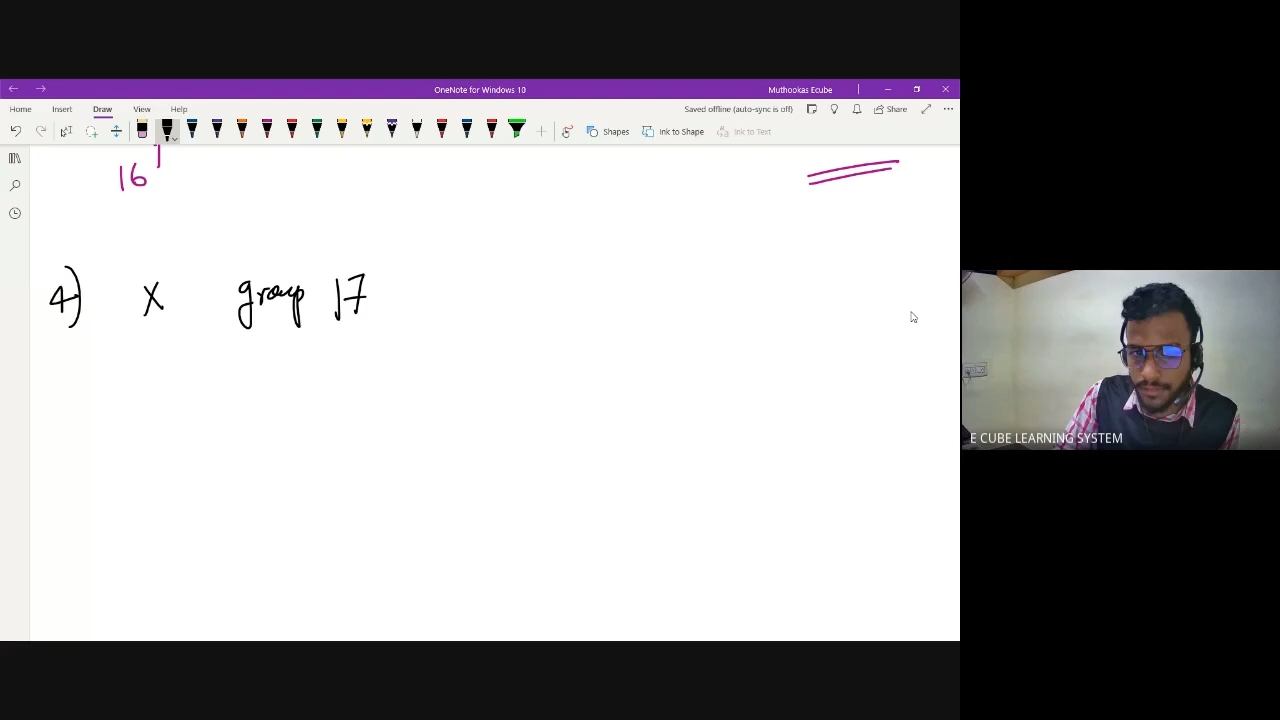 OneNote for Windows 10
Muthookas Ecube
Home Insert Draw View Help
Saved offline (auto-sync is off)
Share
Shapes
Ink to Shape
Ink to Text
16
4) X group 17
E CUBE LEARNING SYSTEM